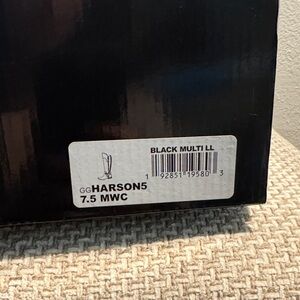 BLACK MULTI LL
1 92851 19580 3
GGHARSON5
7.5 MWC